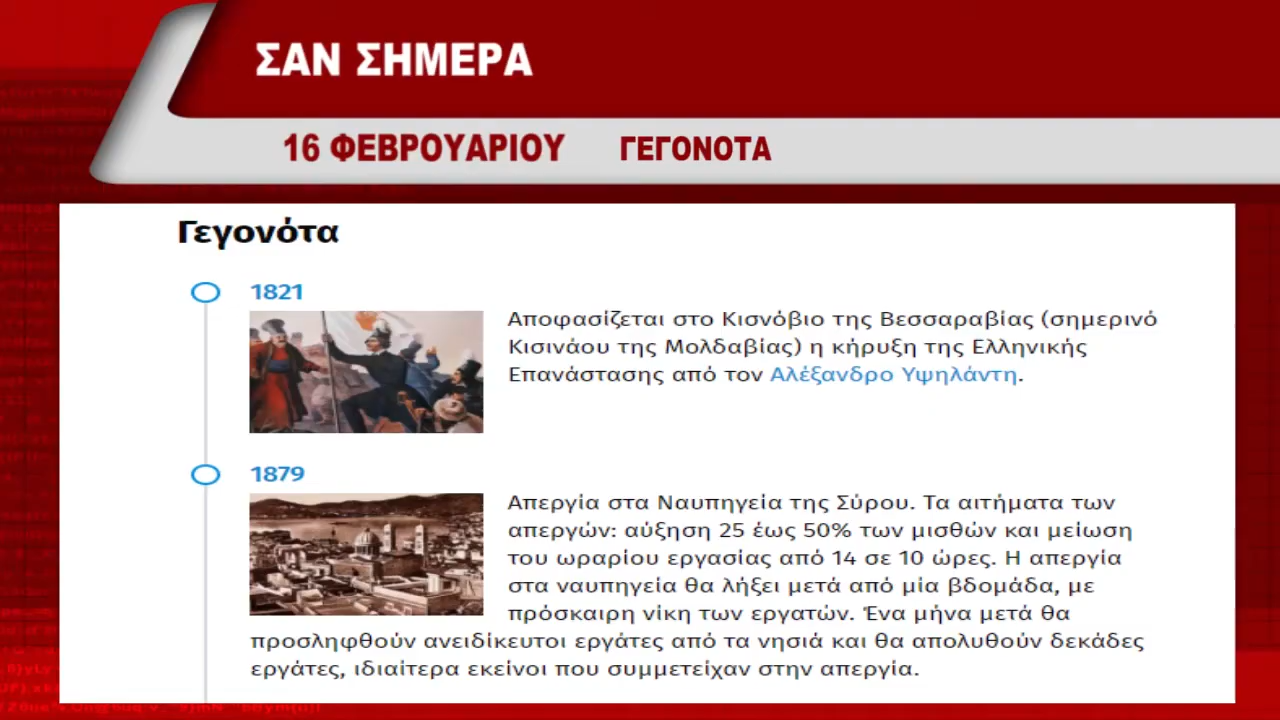 ΣΑΝ ΣΗΜΕΡΑ
16 ΦΕΒΡΟΥΑΡΙΟΥ ΓΕΓΟΝΟΤΑ
Γεγονότα
1821
Αποφασίζεται στο Κισνόβιο της Βεσσαραβίας (σημερινό
Κισινάου της Μολδαβίας) η κήρυξη της Ελληνικής
Επανάστασης από τον Αλέξανδρο Υψηλάντη.
1879
Απεργία στα Ναυπηγεία της Σύρου. Τα αιτήματα των
απεργών: αύξηση 25 έως 50% των μισθών και μείωση
του ωραρίου εργασίας από 14 σε 10 ώρες. Η απεργία
στα ναυπηγεία θα λήξει μετά από μία βδομάδα, με
πρόσκαιρη νίκη των εργατών. Ένα μήνα μετά θα
προσληφθούν ανειδίκευτοι εργάτες από τα νησιά και θα απολυθούν δεκάδες
εργάτες, ιδιαίτερα εκείνοι που συμμετείχαν στην απεργία.